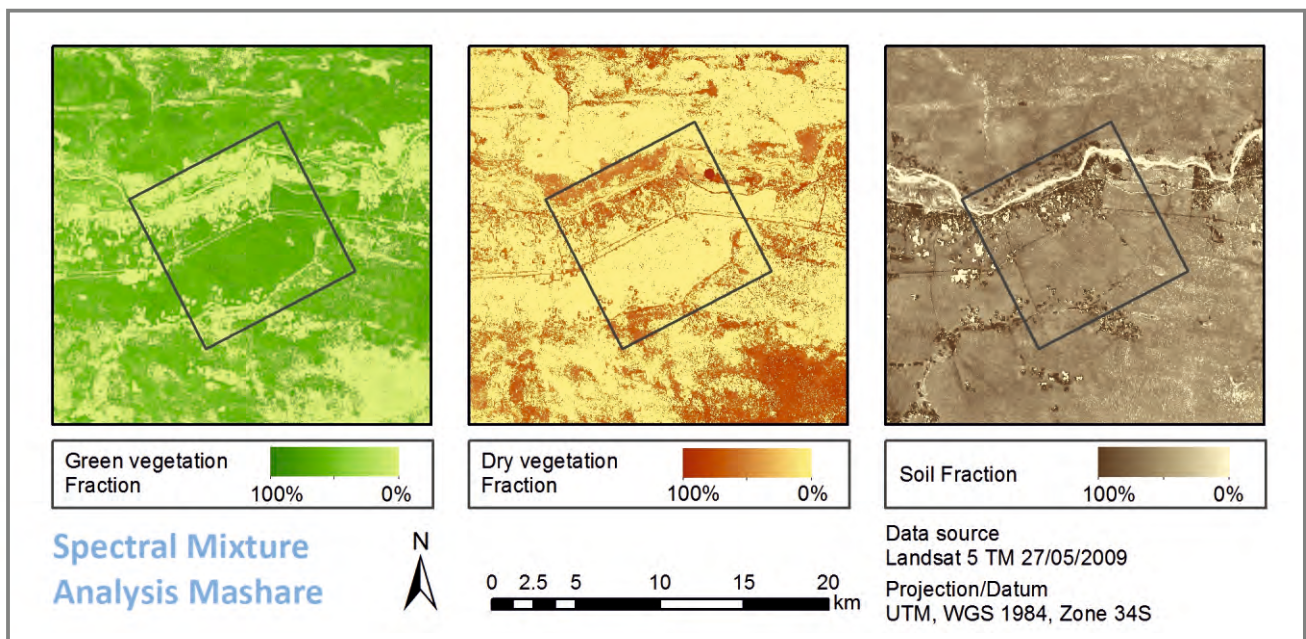 Green vegetation
Fraction
100% 0%
Dry vegetation
Fraction
100% 0%
Soil Fraction
100% 0%
Spectral Mixture
Analysis Mashare
N
0 2.5 5 10 15 20
km
Data source
Landsat 5 TM 27/05/2009
Projection/Datum
UTM, WGS 1984, Zone 34S